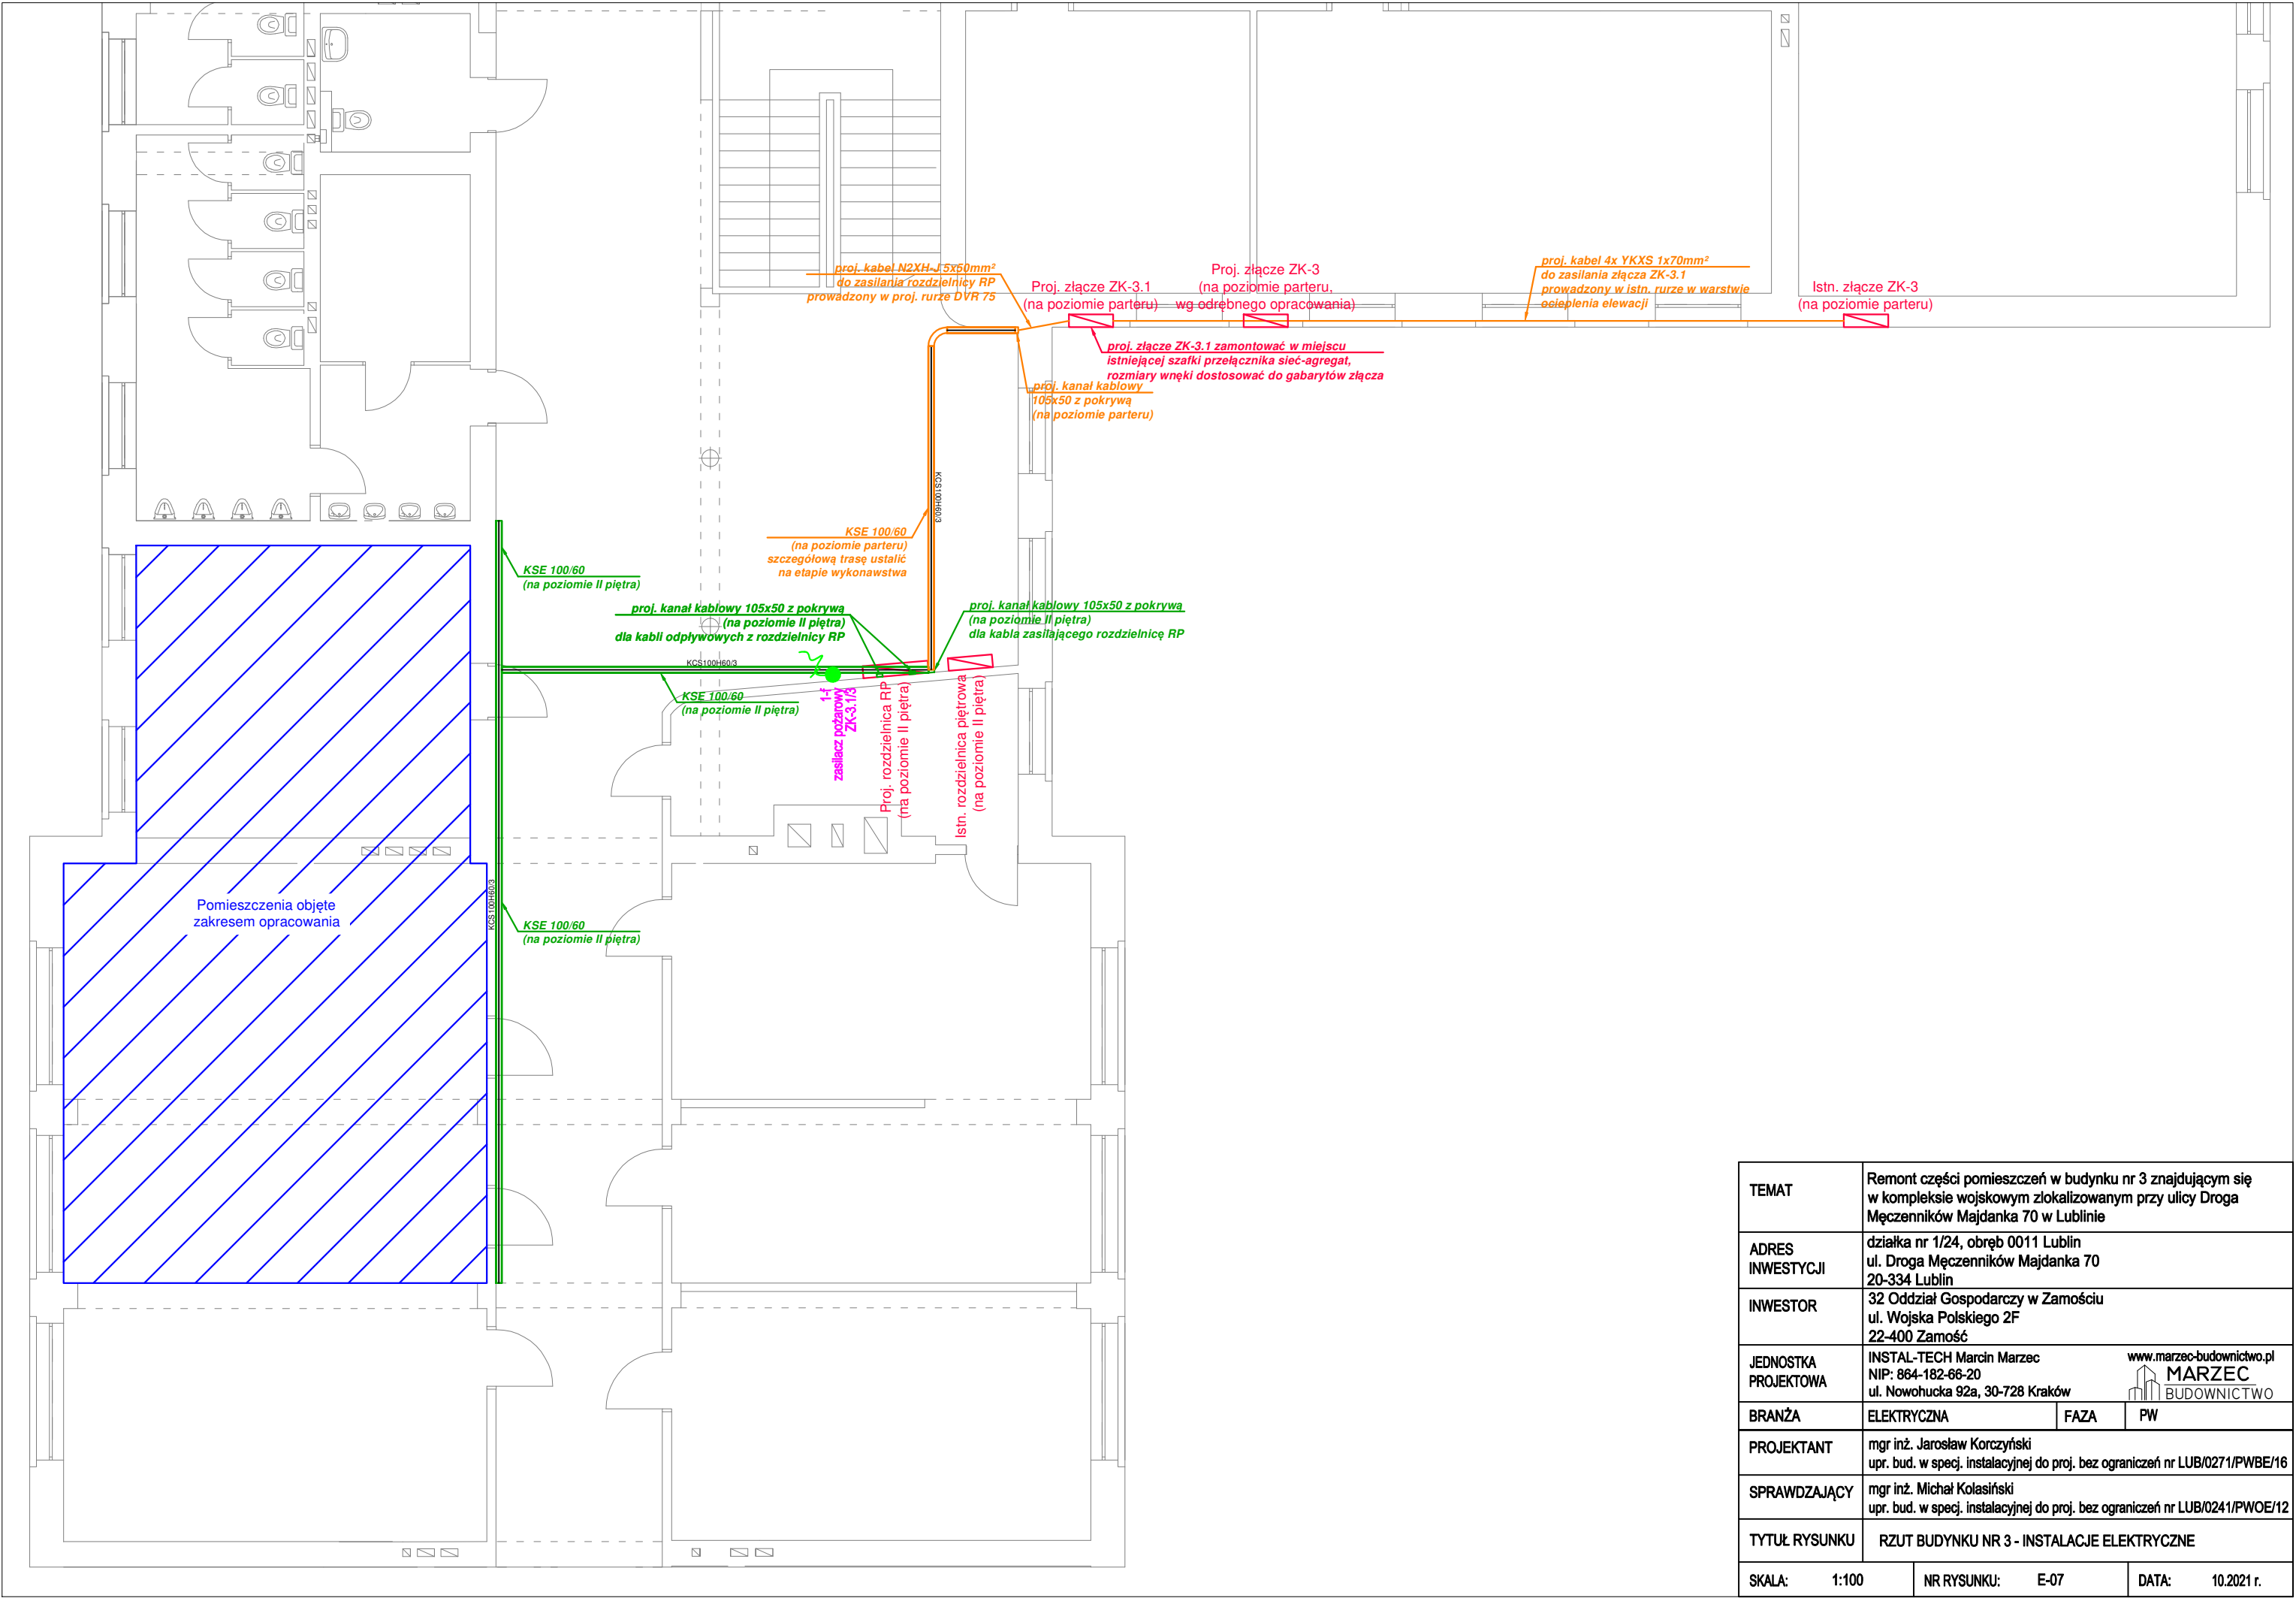 proj. kabel N2XH-J 5x50mm²
do zasilania rozdzielnicy RP
prowadzony w proj. rurze DVR 75
Proj. złącze ZK-3.1
(na poziomie parteru)
Proj. złącze ZK-3
(na poziomie parteru,
wg odrębnego opracowania)
proj. kabel 4x YKXS 1x70mm²
do zasilania złącza ZK-3.1
prowadzony w istn. rurze w warstwie
ocieplenia elewacji
Istn. złącze ZK-3
(na poziomie parteru)
proj. złącze ZK-3.1 zamontować w miejscu
istniejącej szafki przełącznika sieć-agregat,
rozmiary wnęki dostosować do gabarytów złącza
proj. kanał kablowy
105x50 z pokrywą
(na poziomie parteru)
KCS100H60/3
KSE 100/60
(na poziomie parteru)
szczegółową trasę ustalić
na etapie wykonawstwa
KSE 100/60
(na poziomie II piętra)
proj. kanał kablowy 105x50 z pokrywą
(na poziomie II piętra)
dla kabli odpływowych z rozdzielnicy RP
proj. kanał kablowy 105x50 z pokrywą
(na poziomie II piętra)
dla kabla zasilającego rozdzielnicę RP
KCS100H60/3
KSE 100/60
(na poziomie II piętra)
1-f
zasilacz pożarowy
ZK-3.1/3
Proj. rozdzielnica RP
(na poziomie II piętra)
Istn. rozdzielnica piętrowa
(na poziomie II piętra)
Pomieszczenia objęte
zakresem opracowania
KCS100H60/3
KSE 100/60
(na poziomie II piętra)
TEMAT
Remont części pomieszczeń w budynku nr 3 znajdującym się
w kompleksie wojskowym zlokalizowanym przy ulicy Droga
Męczenników Majdanka 70 w Lublinie
ADRES
INWESTYCJI
działka nr 1/24, obręb 0011 Lublin
ul. Droga Męczenników Majdanka 70
20-334 Lublin
INWESTOR
32 Oddział Gospodarczy w Zamościu
ul. Wojska Polskiego 2F
22-400 Zamość
JEDNOSTKA
PROJEKTOWA
INSTAL-TECH Marcin Marzec
NIP: 864-182-66-20
ul. Nowohucka 92a, 30-728 Kraków
www.marzec-budownictwo.pl
MARZEC
BUDOWNICTWO
BRANŻA
ELEKTRYCZNA
FAZA
PW
PROJEKTANT
mgr inż. Jarosław Korczyński
upr. bud. w specj. instalacyjnej do proj. bez ograniczeń nr LUB/0271/PWBE/16
SPRAWDZAJĄCY
mgr inż. Michał Kolasiński
upr. bud. w specj. instalacyjnej do proj. bez ograniczeń nr LUB/0241/PWOE/12
TYTUŁ RYSUNKU
RZUT BUDYNKU NR 3 - INSTALACJE ELEKTRYCZNE
SKALA:
1:100
NR RYSUNKU:
E-07
DATA:
10.2021 r.